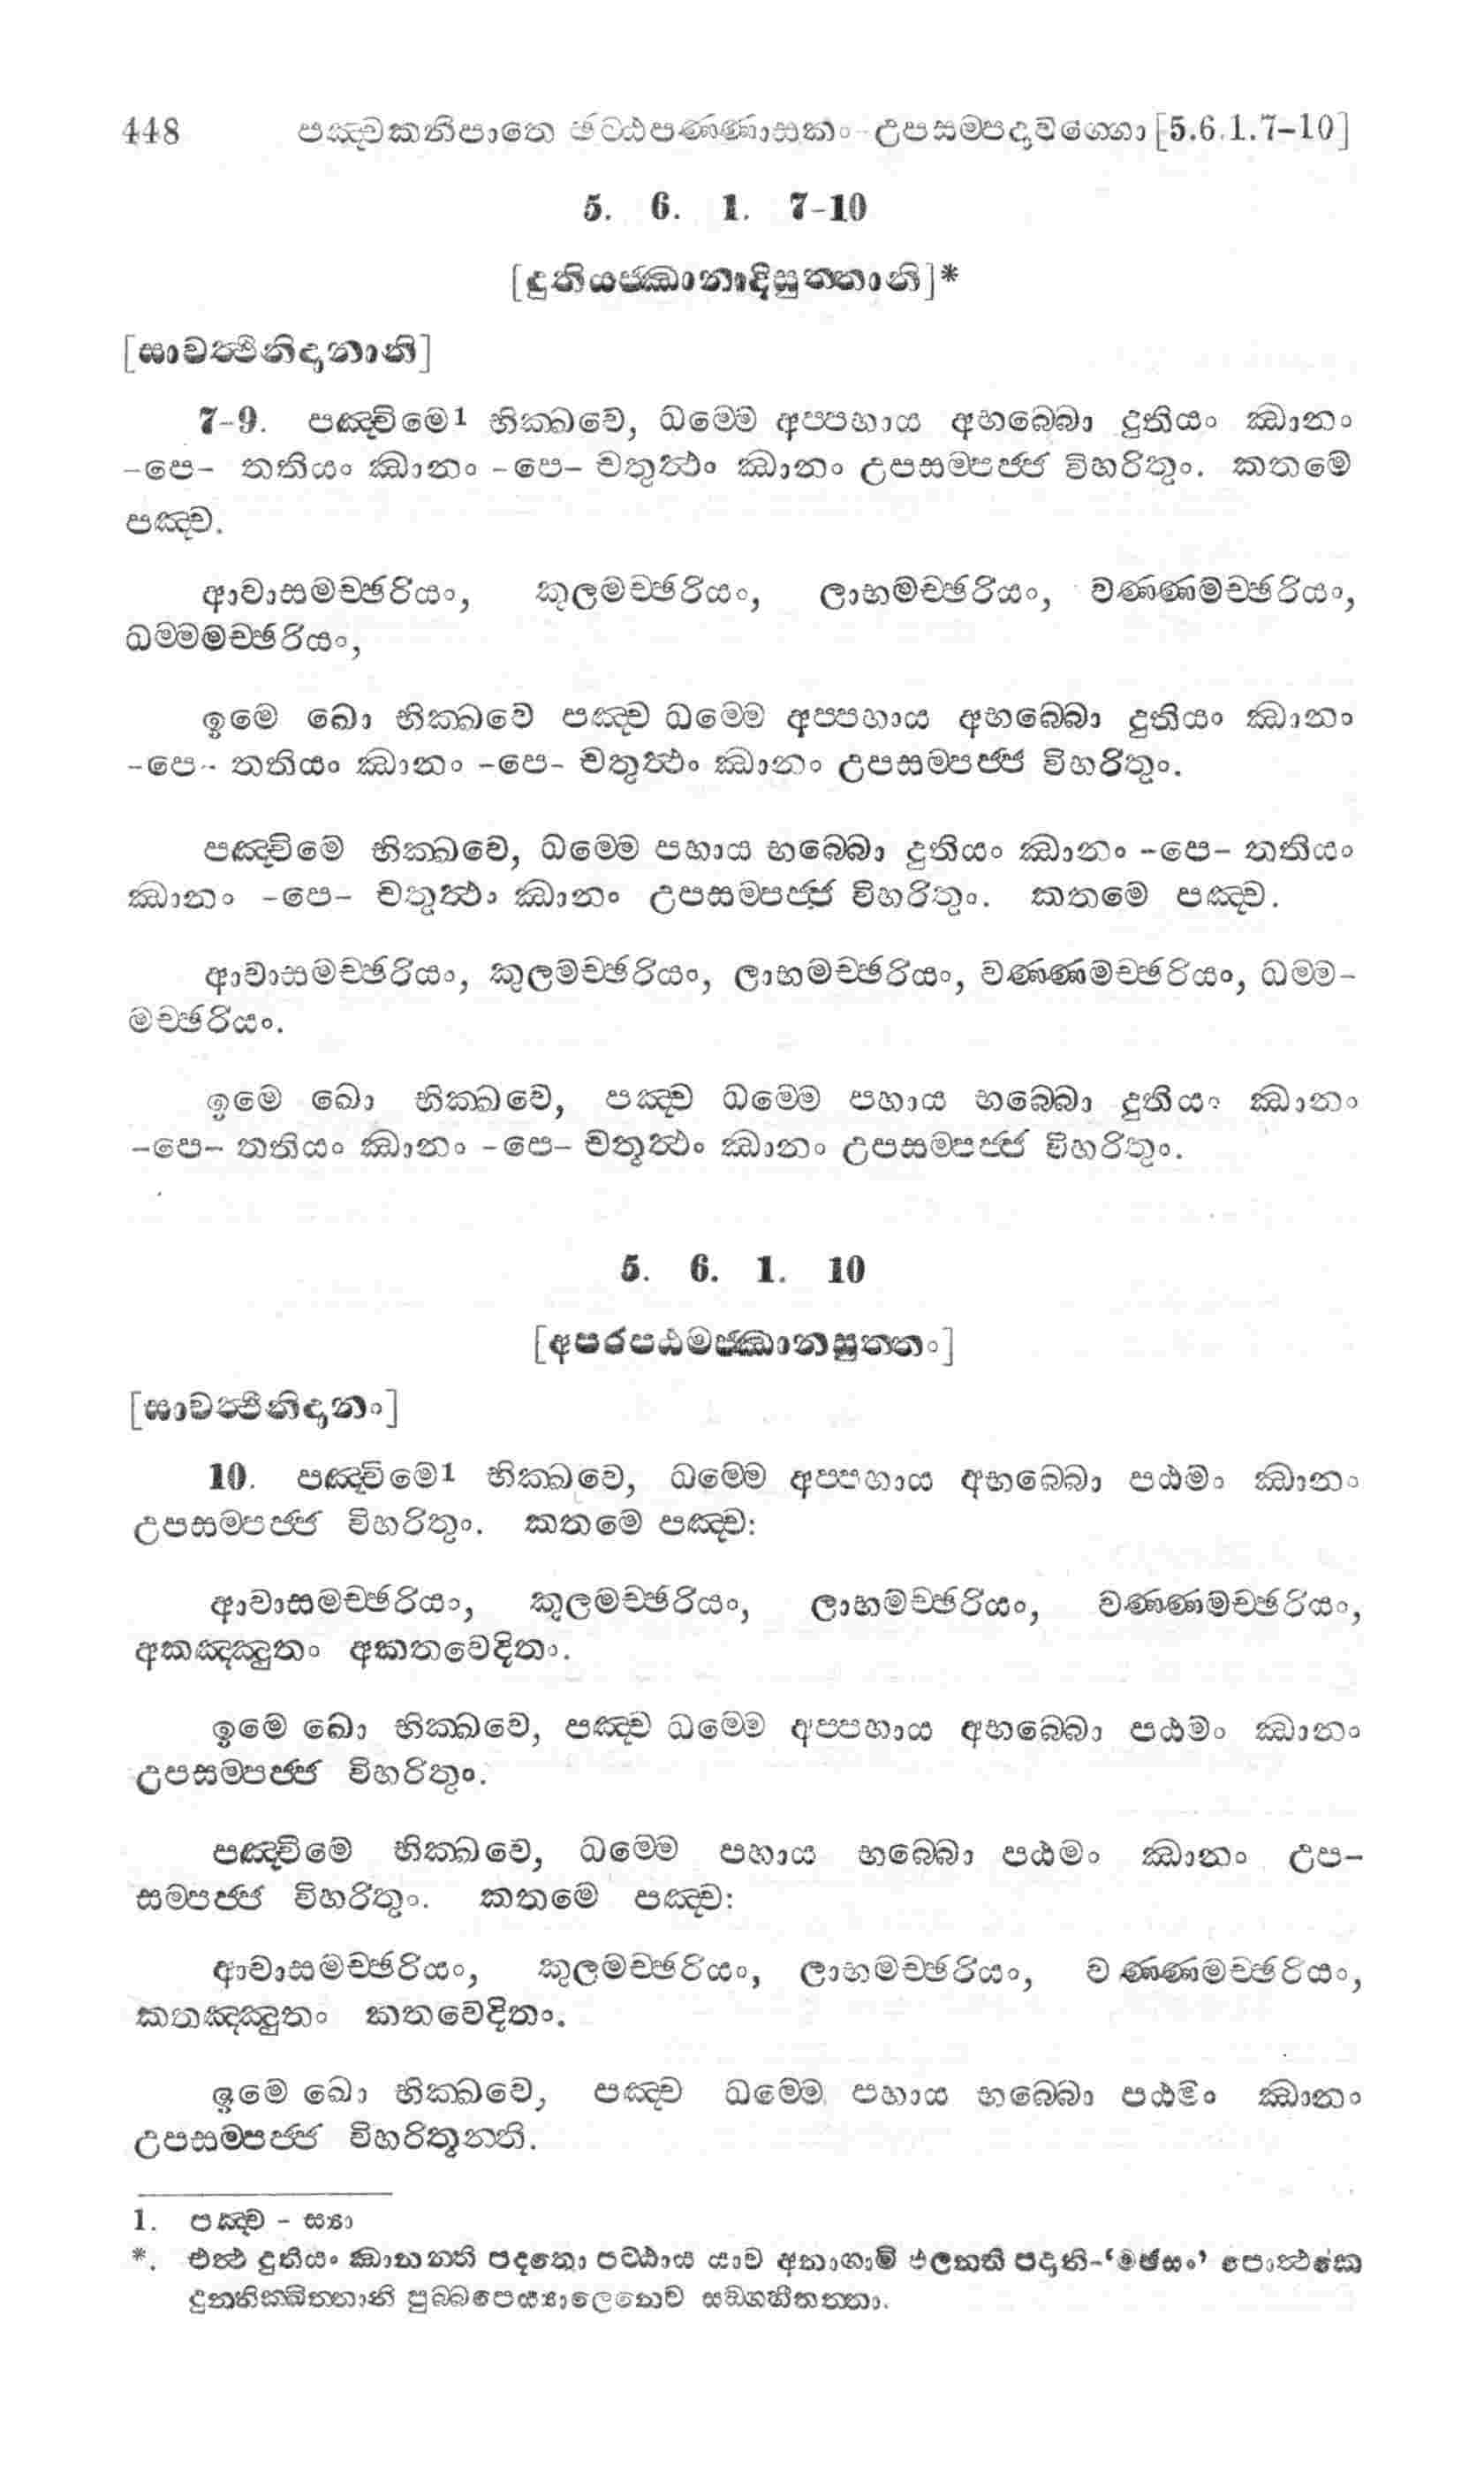 448 පඤ්චකනිපාතෙ ඡට්ඨපණ්ණාසකං - උපසම්පදාවග්ගො [5.6.1.7–10]
5. 6. 1. 7–10
[දුතියජ්ඣානාදිසුත්තානි]*
[සාවත්ථිනිදානානි]
7–9. පඤ්චිමෙ1 භික්ඛවෙ, ධම්මෙ අප්පහාය අභබ්බො දුතියං ඣානං
–පෙ– තතියං ඣානං –පෙ– චතුත්ථං ඣානං උපසම්පජ්ජ විහරිතුං. කතමෙ
පඤ්ච.
ආවාසමච්ඡරියං, කුලමච්ඡරියං, ලාභමච්ඡරියං, වණ්ණමච්ඡරියං,
ධම්මමච්ඡරියං,
ඉමෙ ඛො භික්ඛවෙ පඤ්ච ධම්මෙ අප්පහාය අභබ්බො දුතියං ඣානං
–පෙ– තතියං ඣානං –පෙ– චතුත්ථං ඣානං උපසම්පජ්ජ විහරිතුං.
පඤ්චිමෙ භික්ඛවෙ, ධම්මෙ පහාය භබ්බො දුතියං ඣානං –පෙ– තතියං
ඣානං –පෙ– චතුත්ථා ඣානං උපසම්පජ්ජ විහරිතුං. කතමෙ පඤ්ච.
ආවාසමච්ඡරියං, කුලමච්ඡරියං, ලාභමච්ඡරියං, වණ්ණමච්ඡරියං, ධම්ම–
මච්ඡරියං.
ඉමෙ ඛො භික්ඛවෙ, පඤ්ච ධම්මෙ පහාය භබ්බො දුතියං ඣානං
–පෙ– තතියං ඣානං –පෙ– චතුත්ථං ඣානං උපසම්පජ්ජ විහරිතුං.
5. 6. 1. 10
[අපරපඨමජ්ඣානසුත්තං]
[සාවත්ථිනිදානං]
10. පඤ්චිමෙ1 භික්ඛවෙ, ධම්මෙ අප්පහාය අභබ්බො පඨමං ඣානං
උපසම්පජ්ජ විහරිතුං. කතමෙ පඤ්ච:
ආවාසමච්ඡරියං, කුලමච්ඡරියං, ලාභමච්ඡරියං, වණ්ණමච්ඡරියං,
අකඤ්ඤුතං අකතවෙදිතං.
ඉමෙ ඛො භික්ඛවෙ, පඤ්ච ධම්මෙ අප්පහාය අභබ්බො පඨමං ඣානං
උපසම්පජ්ජ විහරිතුං.
පඤ්චිමෙ භික්ඛවෙ, ධම්මෙ පහාය භබ්බො පඨමං ඣානං උප–
සම්පජ්ජ විහරිතුං. කතමෙ පඤ්ච:
ආවාසමච්ඡරියං, කුලමච්ඡරියං, ලාභමච්ඡරියං, වණ්ණමච්ඡරියං,
කතඤ්ඤුතං කතවෙදිතං.
ඉමෙ ඛො භික්ඛවෙ, පඤ්ච ධම්මෙ පහාය භබ්බො පඨමං ඣානං
උපසම්පජ්ජ විහරිතුන්ති.
1. පඤ්ච – ස්‍යා
*. එත්ථ දුතියං ඣානන්ති පදතො පට්ඨාය යාව අනාගාමි ඵලන්ති පදානි–‘මඡසං’ පොත්ථකෙ
දුන්නික්ඛිත්තානි පුබ්බපෙය්‍යාලෙනෙව සඞ්ගහීතත්තා.